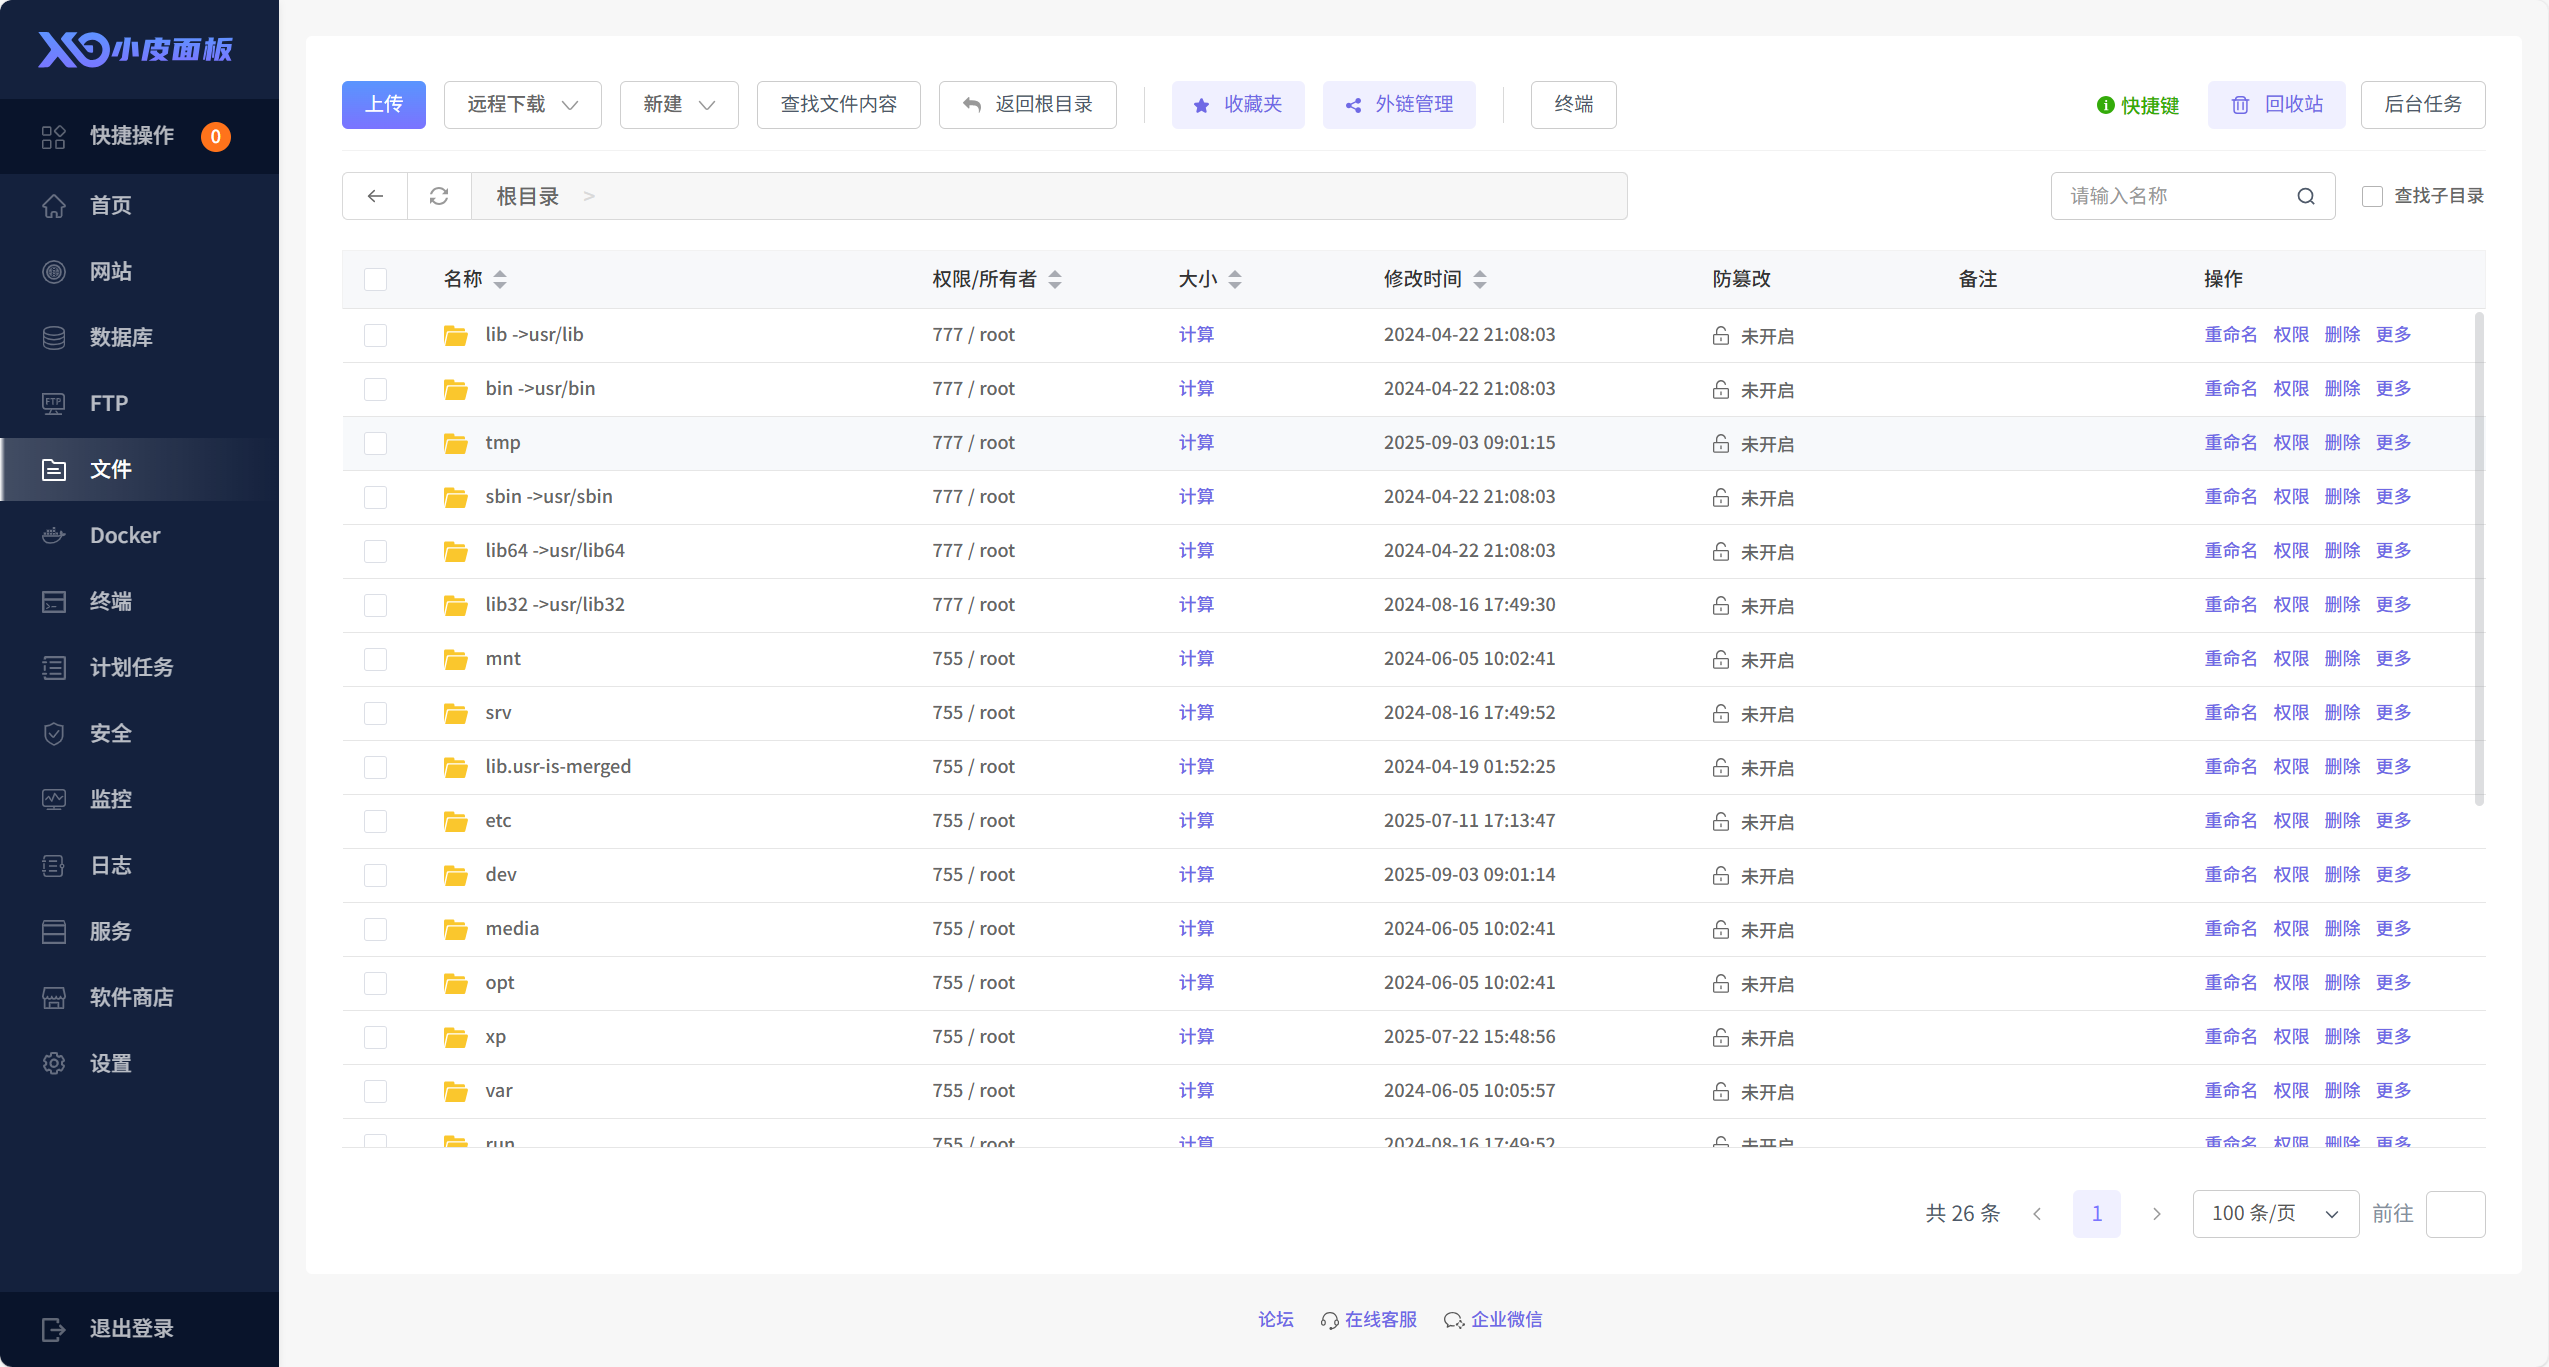 小皮面板
快捷操作 0
首页
网站
数据库
FTP
文件
Docker
终端
计划任务
安全
监控
日志
服务
软件商店
设置
退出登录
上传 远程下载 新建 查找文件内容 返回根目录 收藏夹 外链管理 终端 快捷键 回收站 后台任务
根目录 > 请输入名称 查找子目录
名称 权限/所有者 大小 修改时间 防篡改 备注 操作
lib ->usr/lib 777 / root 计算 2024-04-22 21:08:03 未开启 重命名 权限 删除 更多
bin ->usr/bin 777 / root 计算 2024-04-22 21:08:03 未开启 重命名 权限 删除 更多
tmp 777 / root 计算 2025-09-03 09:01:15 未开启 重命名 权限 删除 更多
sbin ->usr/sbin 777 / root 计算 2024-04-22 21:08:03 未开启 重命名 权限 删除 更多
lib64 ->usr/lib64 777 / root 计算 2024-04-22 21:08:03 未开启 重命名 权限 删除 更多
lib32 ->usr/lib32 777 / root 计算 2024-08-16 17:49:30 未开启 重命名 权限 删除 更多
mnt 755 / root 计算 2024-06-05 10:02:41 未开启 重命名 权限 删除 更多
srv 755 / root 计算 2024-08-16 17:49:52 未开启 重命名 权限 删除 更多
lib.usr-is-merged 755 / root 计算 2024-04-19 01:52:25 未开启 重命名 权限 删除 更多
etc 755 / root 计算 2025-07-11 17:13:47 未开启 重命名 权限 删除 更多
dev 755 / root 计算 2025-09-03 09:01:14 未开启 重命名 权限 删除 更多
media 755 / root 计算 2024-06-05 10:02:41 未开启 重命名 权限 删除 更多
opt 755 / root 计算 2024-06-05 10:02:41 未开启 重命名 权限 删除 更多
xp 755 / root 计算 2025-07-22 15:48:56 未开启 重命名 权限 删除 更多
var 755 / root 计算 2024-06-05 10:05:57 未开启 重命名 权限 删除 更多
run 755 / root 计算 2024-08-16 17:49:52 未开启 重命名 权限 删除 更多
共 26 条 1 100 条/页 前往
论坛 在线客服 企业微信